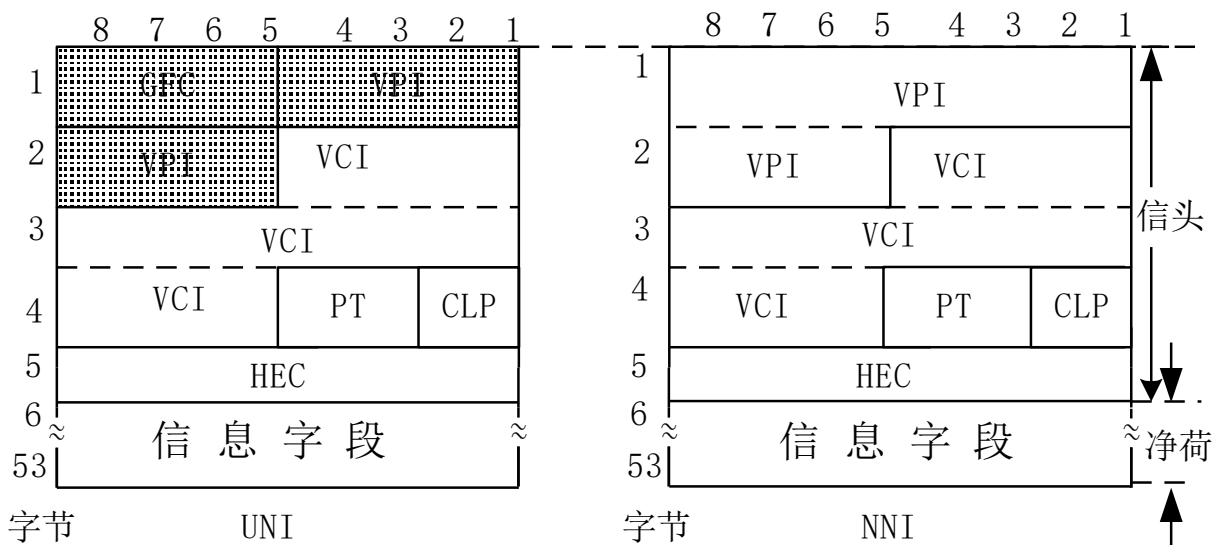 8 7 6 5 4 3 2 1
1 GFC VPI
2 VPI VCI
3 VCI
4 VCI PT CLP
5 HEC
6
信息字段
53
字节 UNI
8 7 6 5 4 3 2 1
1 VPI
2 VPI VCI
3 VCI
4 VCI PT CLP
5 HEC
6
信息字段
53
字节 NNI
信头
净荷